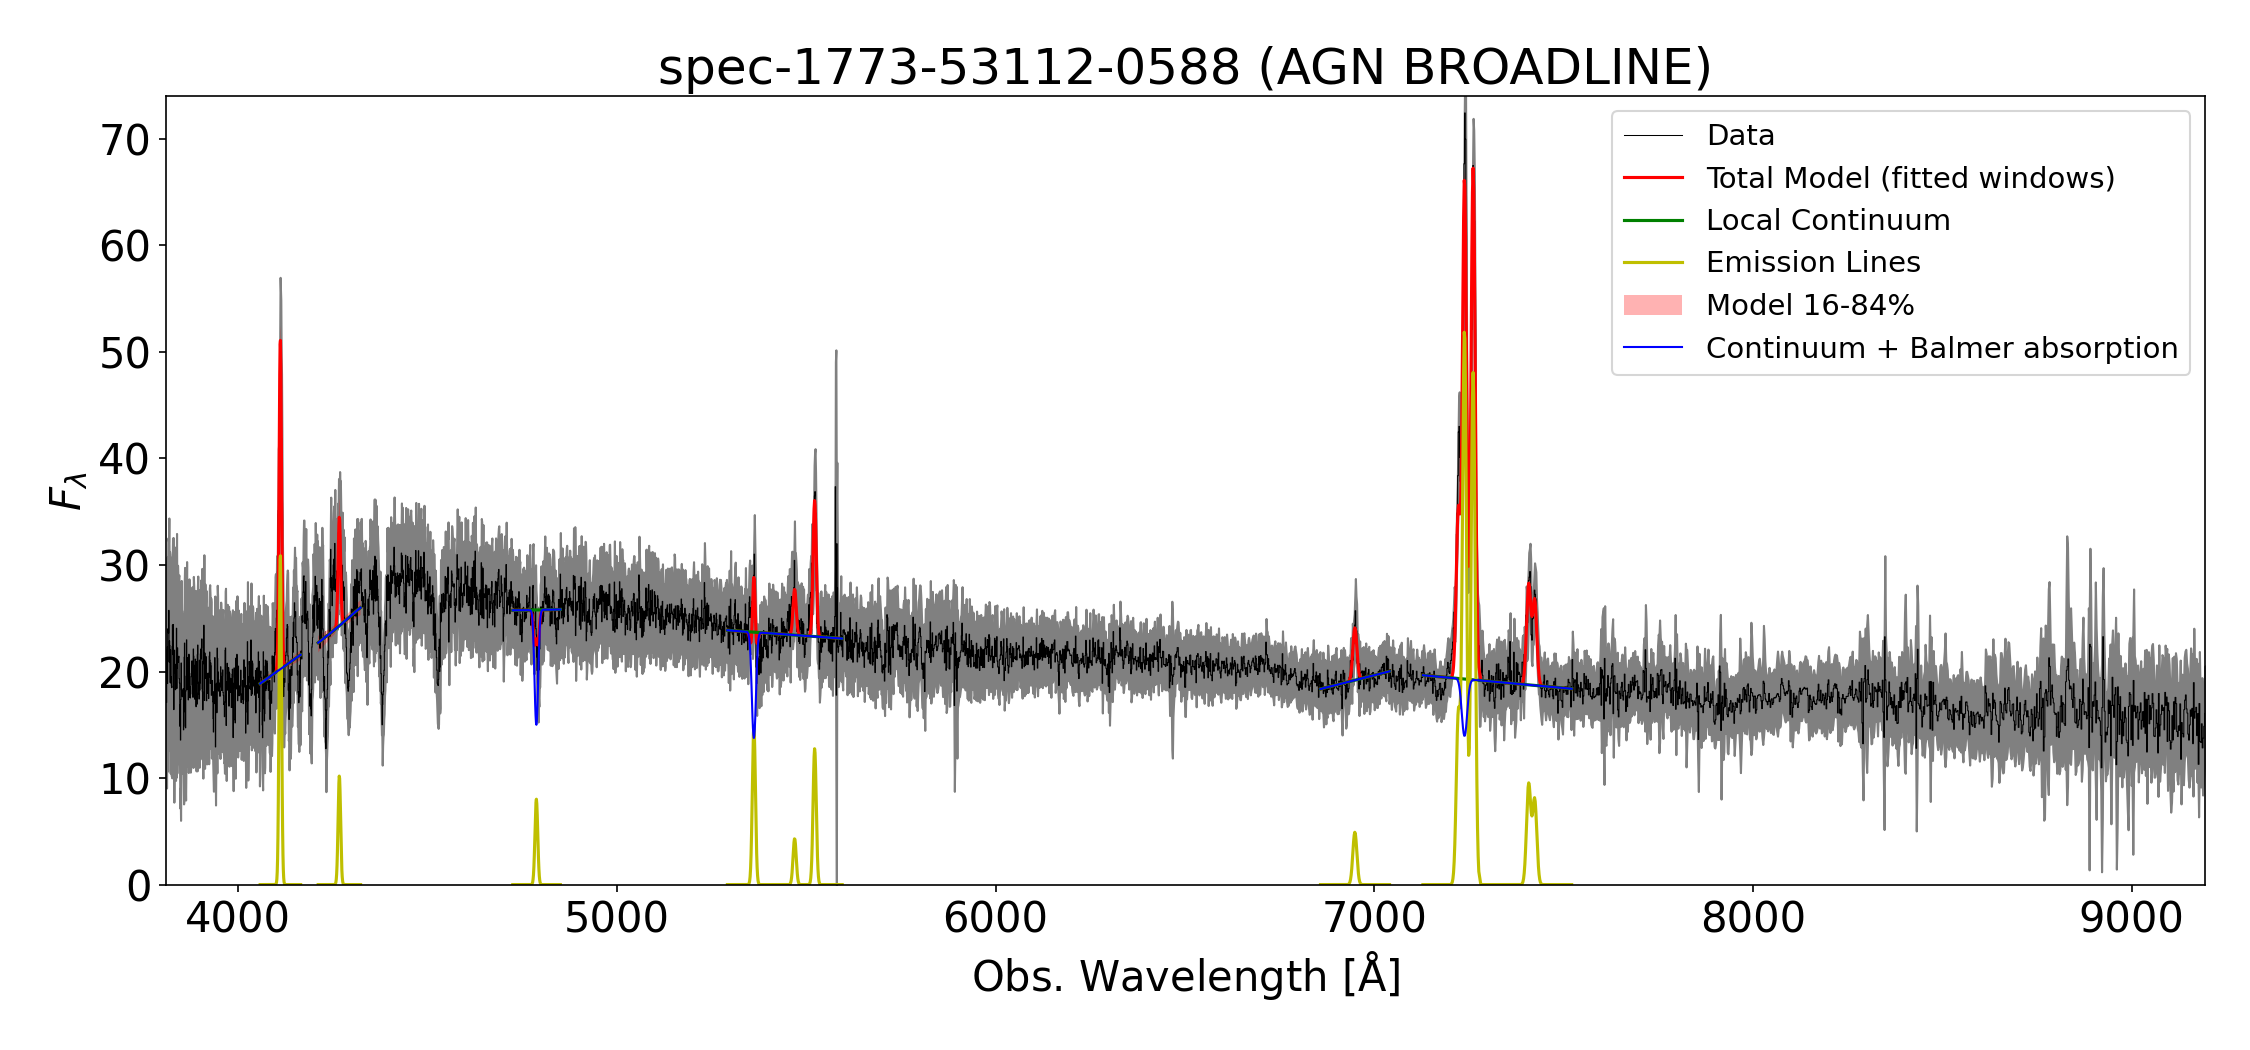 spec-1773-53112-0588 (AGN BROADLINE)
70
60
50
40
30
20
10
0
F_λ
Data
Total Model (fitted windows)
Local Continuum
Emission Lines
Model 16-84%
Continuum + Balmer absorption
4000 5000 6000 7000 8000 9000
Obs. Wavelength [Å]